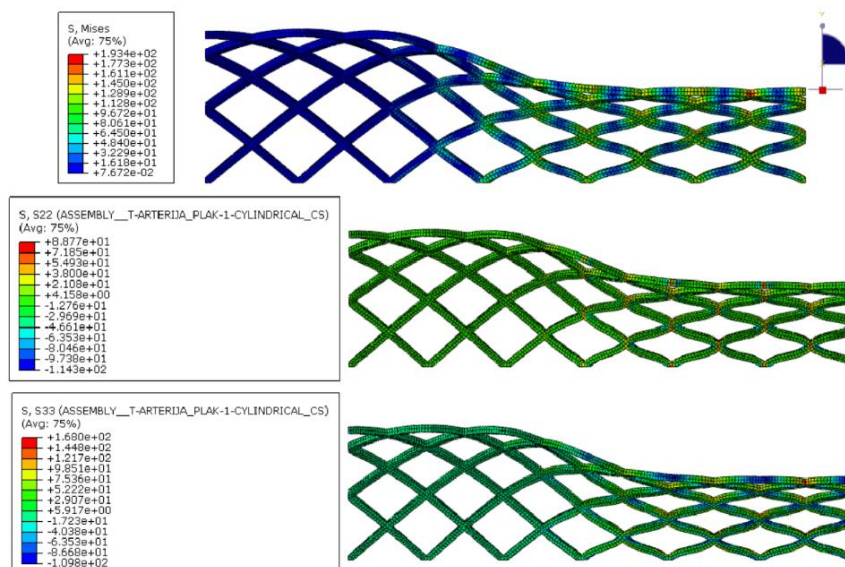 S, Mises
(Avg: 75%)
+1.934e+02
+1.773e+02
+1.611e+02
+1.450e+02
+1.289e+02
+1.128e+02
+9.672e+01
+8.061e+01
+6.450e+01
+4.840e+01
+3.229e+01
+1.618e+01
+7.672e-02
Y
S, S22 (ASSEMBLY__T-ARTERIJA_PLAK-1-CYLINDRICAL_CS)
(Avg: 75%)
+8.877e+01
+7.185e+01
+5.493e+01
+3.800e+01
+2.108e+01
+4.158e+00
-1.276e+01
-2.969e+01
-4.661e+01
-6.353e+01
-8.046e+01
-9.738e+01
-1.143e+02
S, S33 (ASSEMBLY__T-ARTERIJA_PLAK-1-CYLINDRICAL_CS)
(Avg: 75%)
+1.680e+02
+1.448e+02
+1.217e+02
+9.851e+01
+7.536e+01
+5.222e+01
+2.907e+01
+5.917e+00
-1.723e+01
-4.038e+01
-6.353e+01
-8.668e+01
-1.098e+02